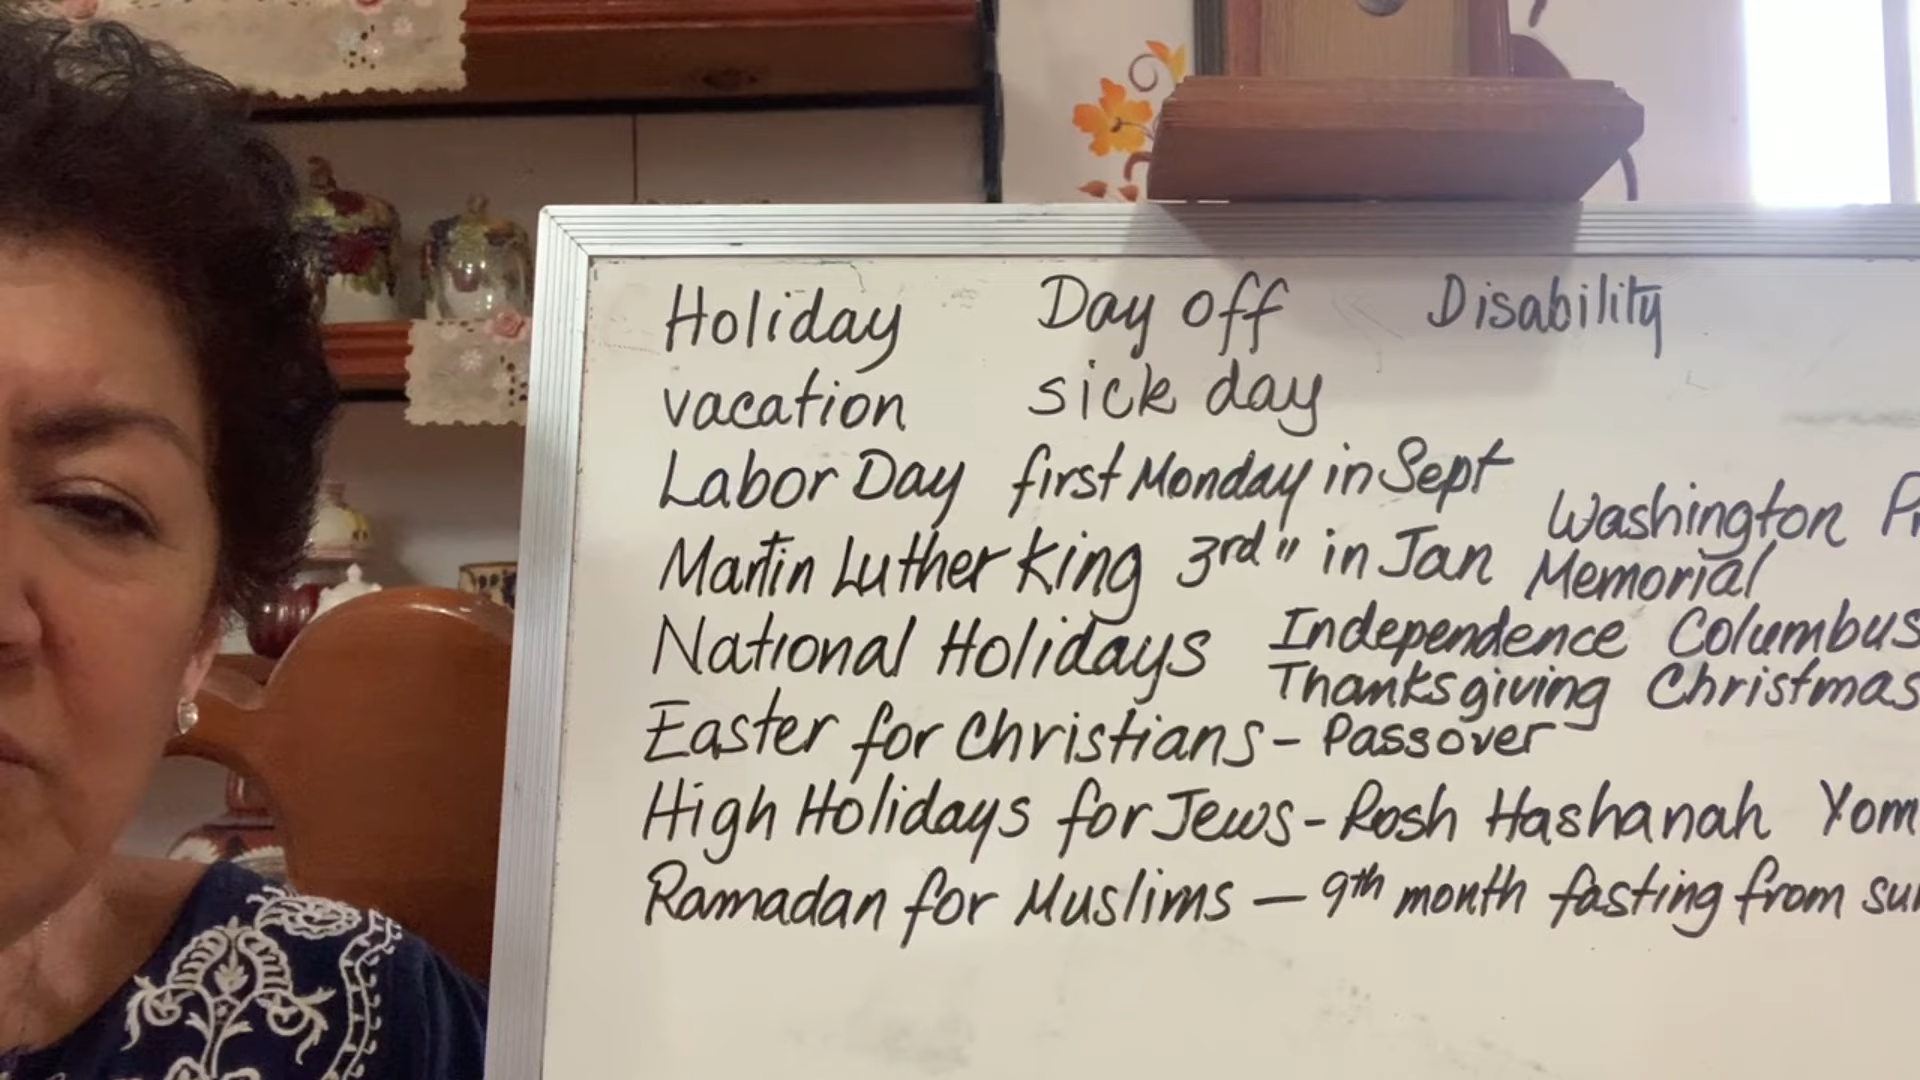 Holiday Day off Disability
vacation sick day
Labor Day first Monday in Sept
Washington
Martin Luther King 3rd " in Jan Memorial
National Holidays Independence Columbus
Thanksgiving Christmas
Easter for Christians - Passover
High Holidays for Jews - Rosh Hashanah Yom
Ramadan for Muslims — 9th month fasting from